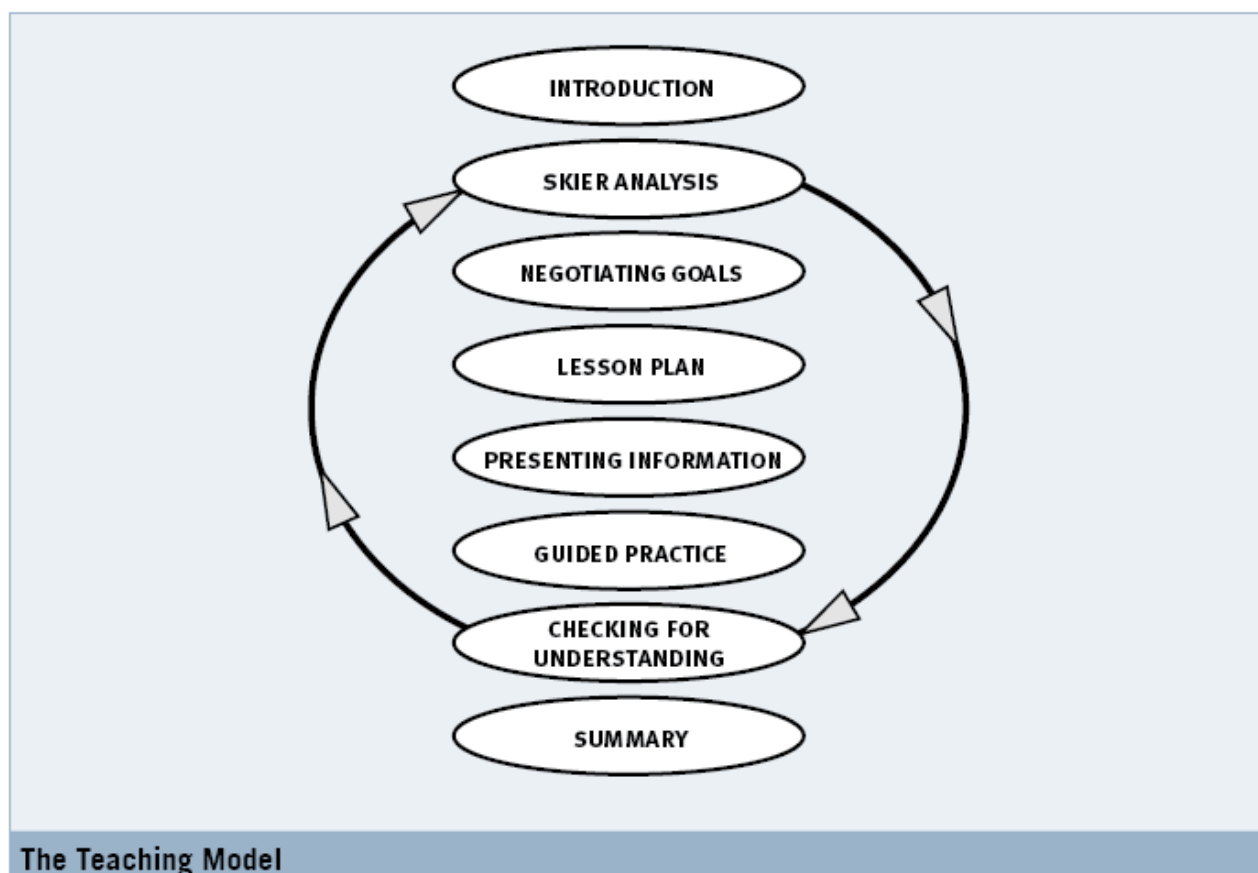 INTRODUCTION
SKIER ANALYSIS
NEGOTIATING GOALS
LESSON PLAN
PRESENTING INFORMATION
GUIDED PRACTICE
CHECKING FOR
UNDERSTANDING
SUMMARY
The Teaching Model